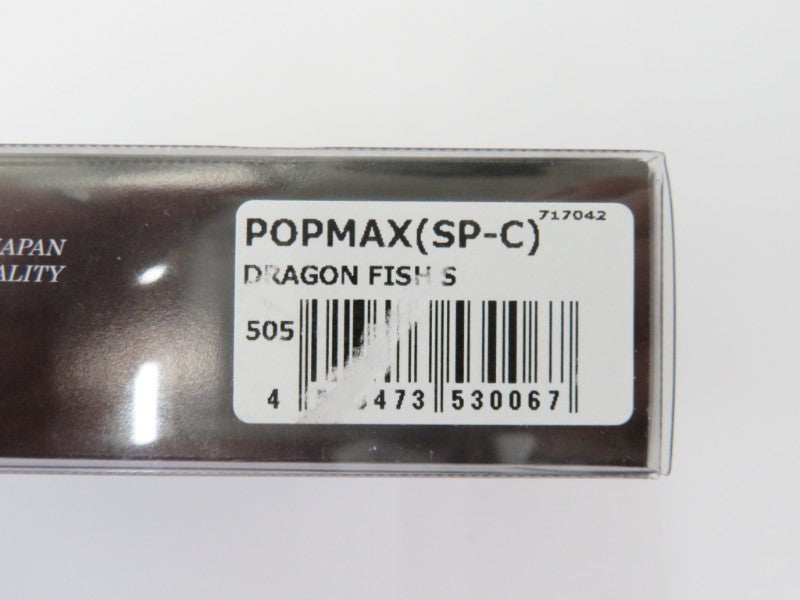 JAPAN
ALITY
POPMAX(SP-C)
717042
DRAGON FISH S
505
4 473 530067